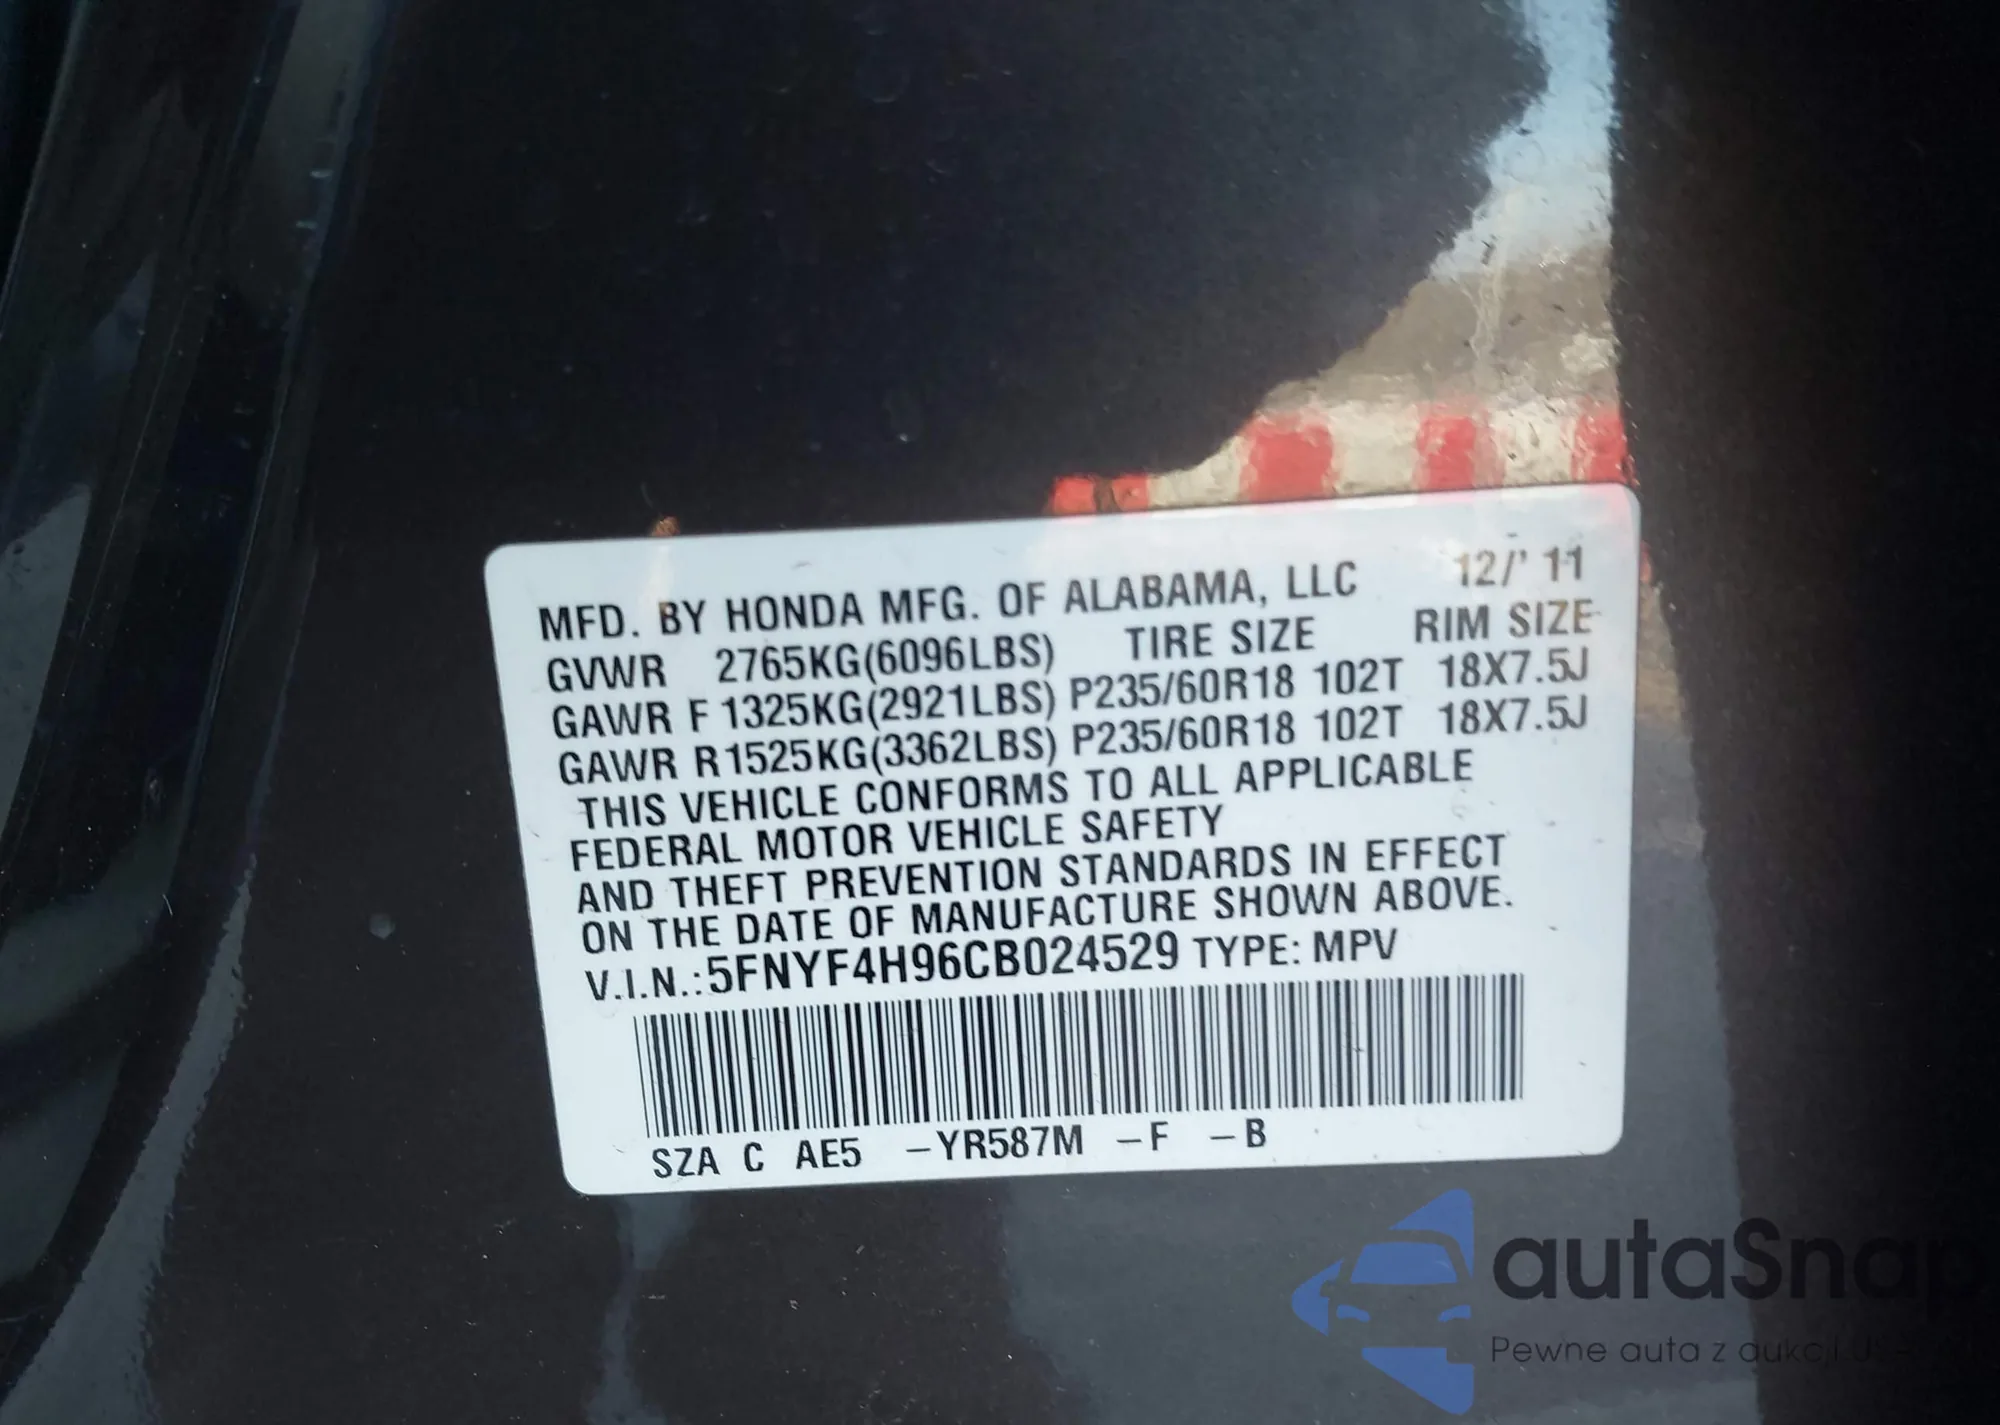 MFD. BY HONDA MFG. OF ALABAMA, LLC 12/' 11
GVWR 2765KG(6096LBS) TIRE SIZE RIM SIZE
GAWR F 1325KG(2921LBS) P235/60R18 102T 18X7.5J
GAWR R 1525KG(3362LBS) P235/60R18 102T 18X7.5J
THIS VEHICLE CONFORMS TO ALL APPLICABLE
FEDERAL MOTOR VEHICLE SAFETY
AND THEFT PREVENTION STANDARDS IN EFFECT
ON THE DATE OF MANUFACTURE SHOWN ABOVE.
V.I.N.:5FNYF4H96CB024529 TYPE: MPV
SZA C AE5 –YR587M –F –B
autaSnap
Pewne auta z aukcji